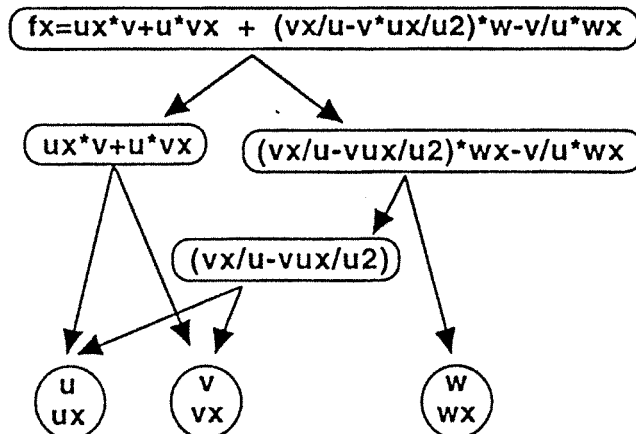 fx=ux*v+u*vx + (vx/u-v*ux/u2)*w-v/u*wx
ux*v+u*vx
(vx/u-vux/u2)*wx-v/u*wx
(vx/u-vux/u2)
u
ux
v
vx
w
wx